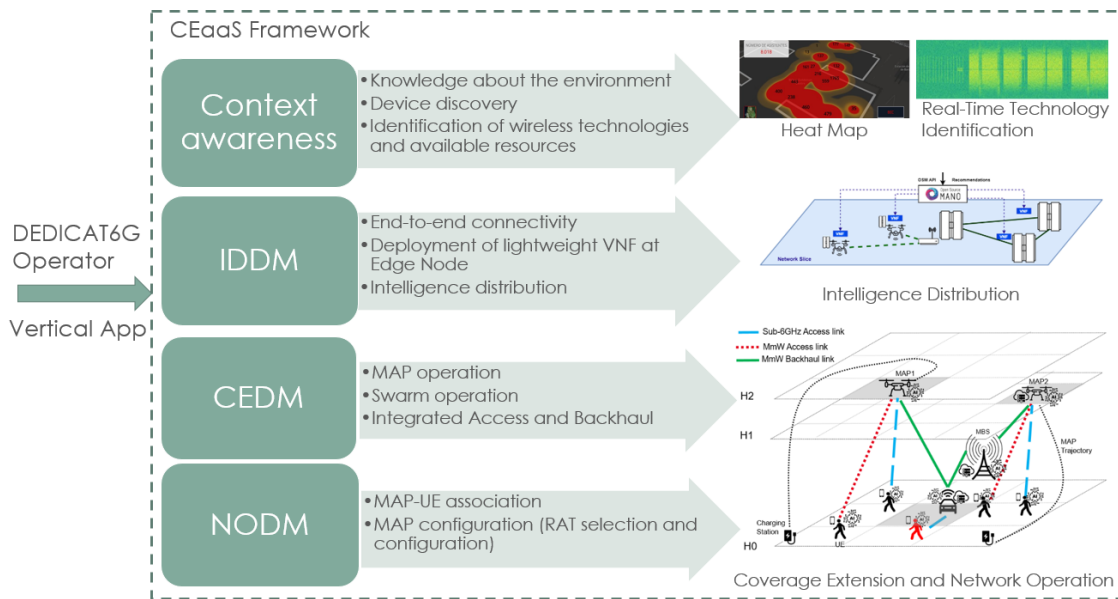 CEaaS Framework
DEDICAT6G
Operator
Vertical App
Context
awareness
• Knowledge about the environment
• Device discovery
• Identification of wireless technologies
and available resources
Heat Map
Real-Time Technology
Identification
IDDM
• End-to-end connectivity
• Deployment of lightweight VNF at
Edge Node
• Intelligence distribution
DSM API
Recommendations
Open Source
MANO
VNF
VNF
VNF
VNF
Network Slice
Intelligence Distribution
CEDM
• MAP operation
• Swarm operation
• Integrated Access and Backhaul
NODM
• MAP-UE association
• MAP configuration (RAT selection and
configuration)
Sub-6GHz Access link
MmW Access link
MmW Backhaul link
MAP1
MAP2
H2
H1
MBS
MAP
Trajectory
Charging
Station
H0
UE
Coverage Extension and Network Operation